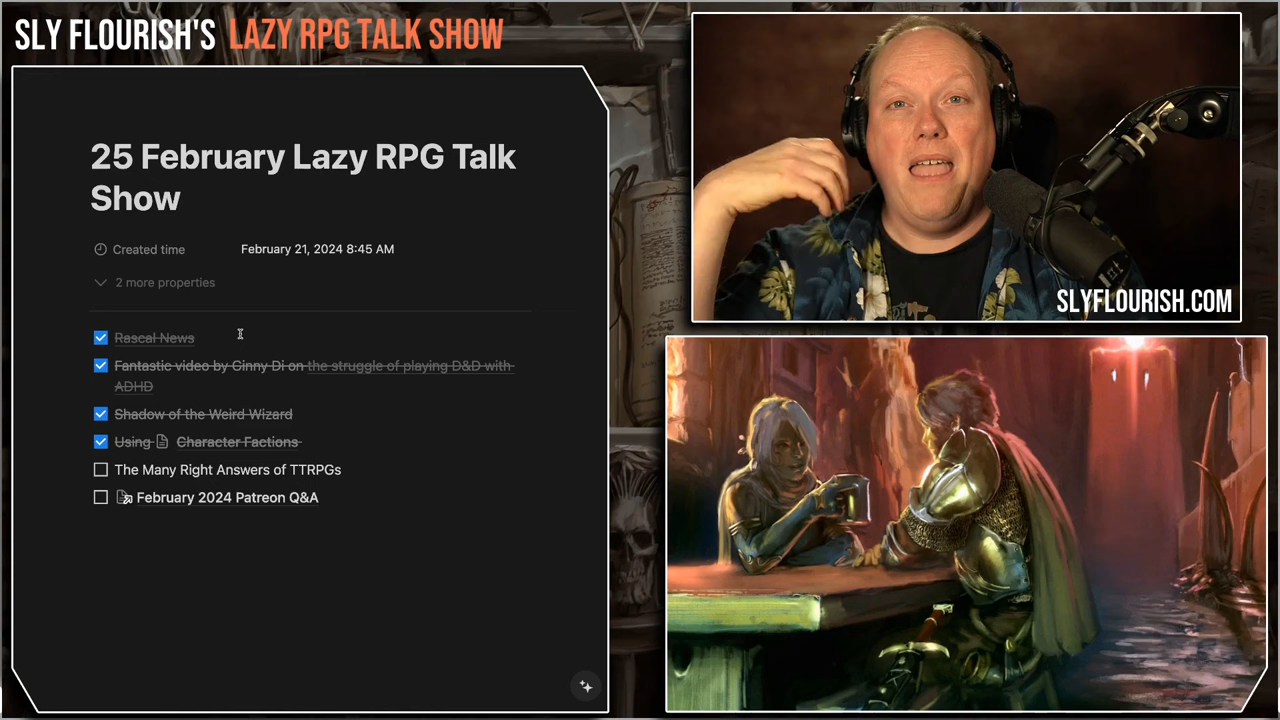 SLY FLOURISH'S LAZY RPG TALK SHOW
25 February Lazy RPG Talk
Show
Created time February 21, 2024 8:45 AM
2 more properties
Rascal News
Fantastic video by Ginny Di on the struggle of playing D&D with
ADHD
Shadow of the Weird Wizard
Using Character Factions
The Many Right Answers of TTRPGs
February 2024 Patreon Q&A
SLYFLOURISH.COM